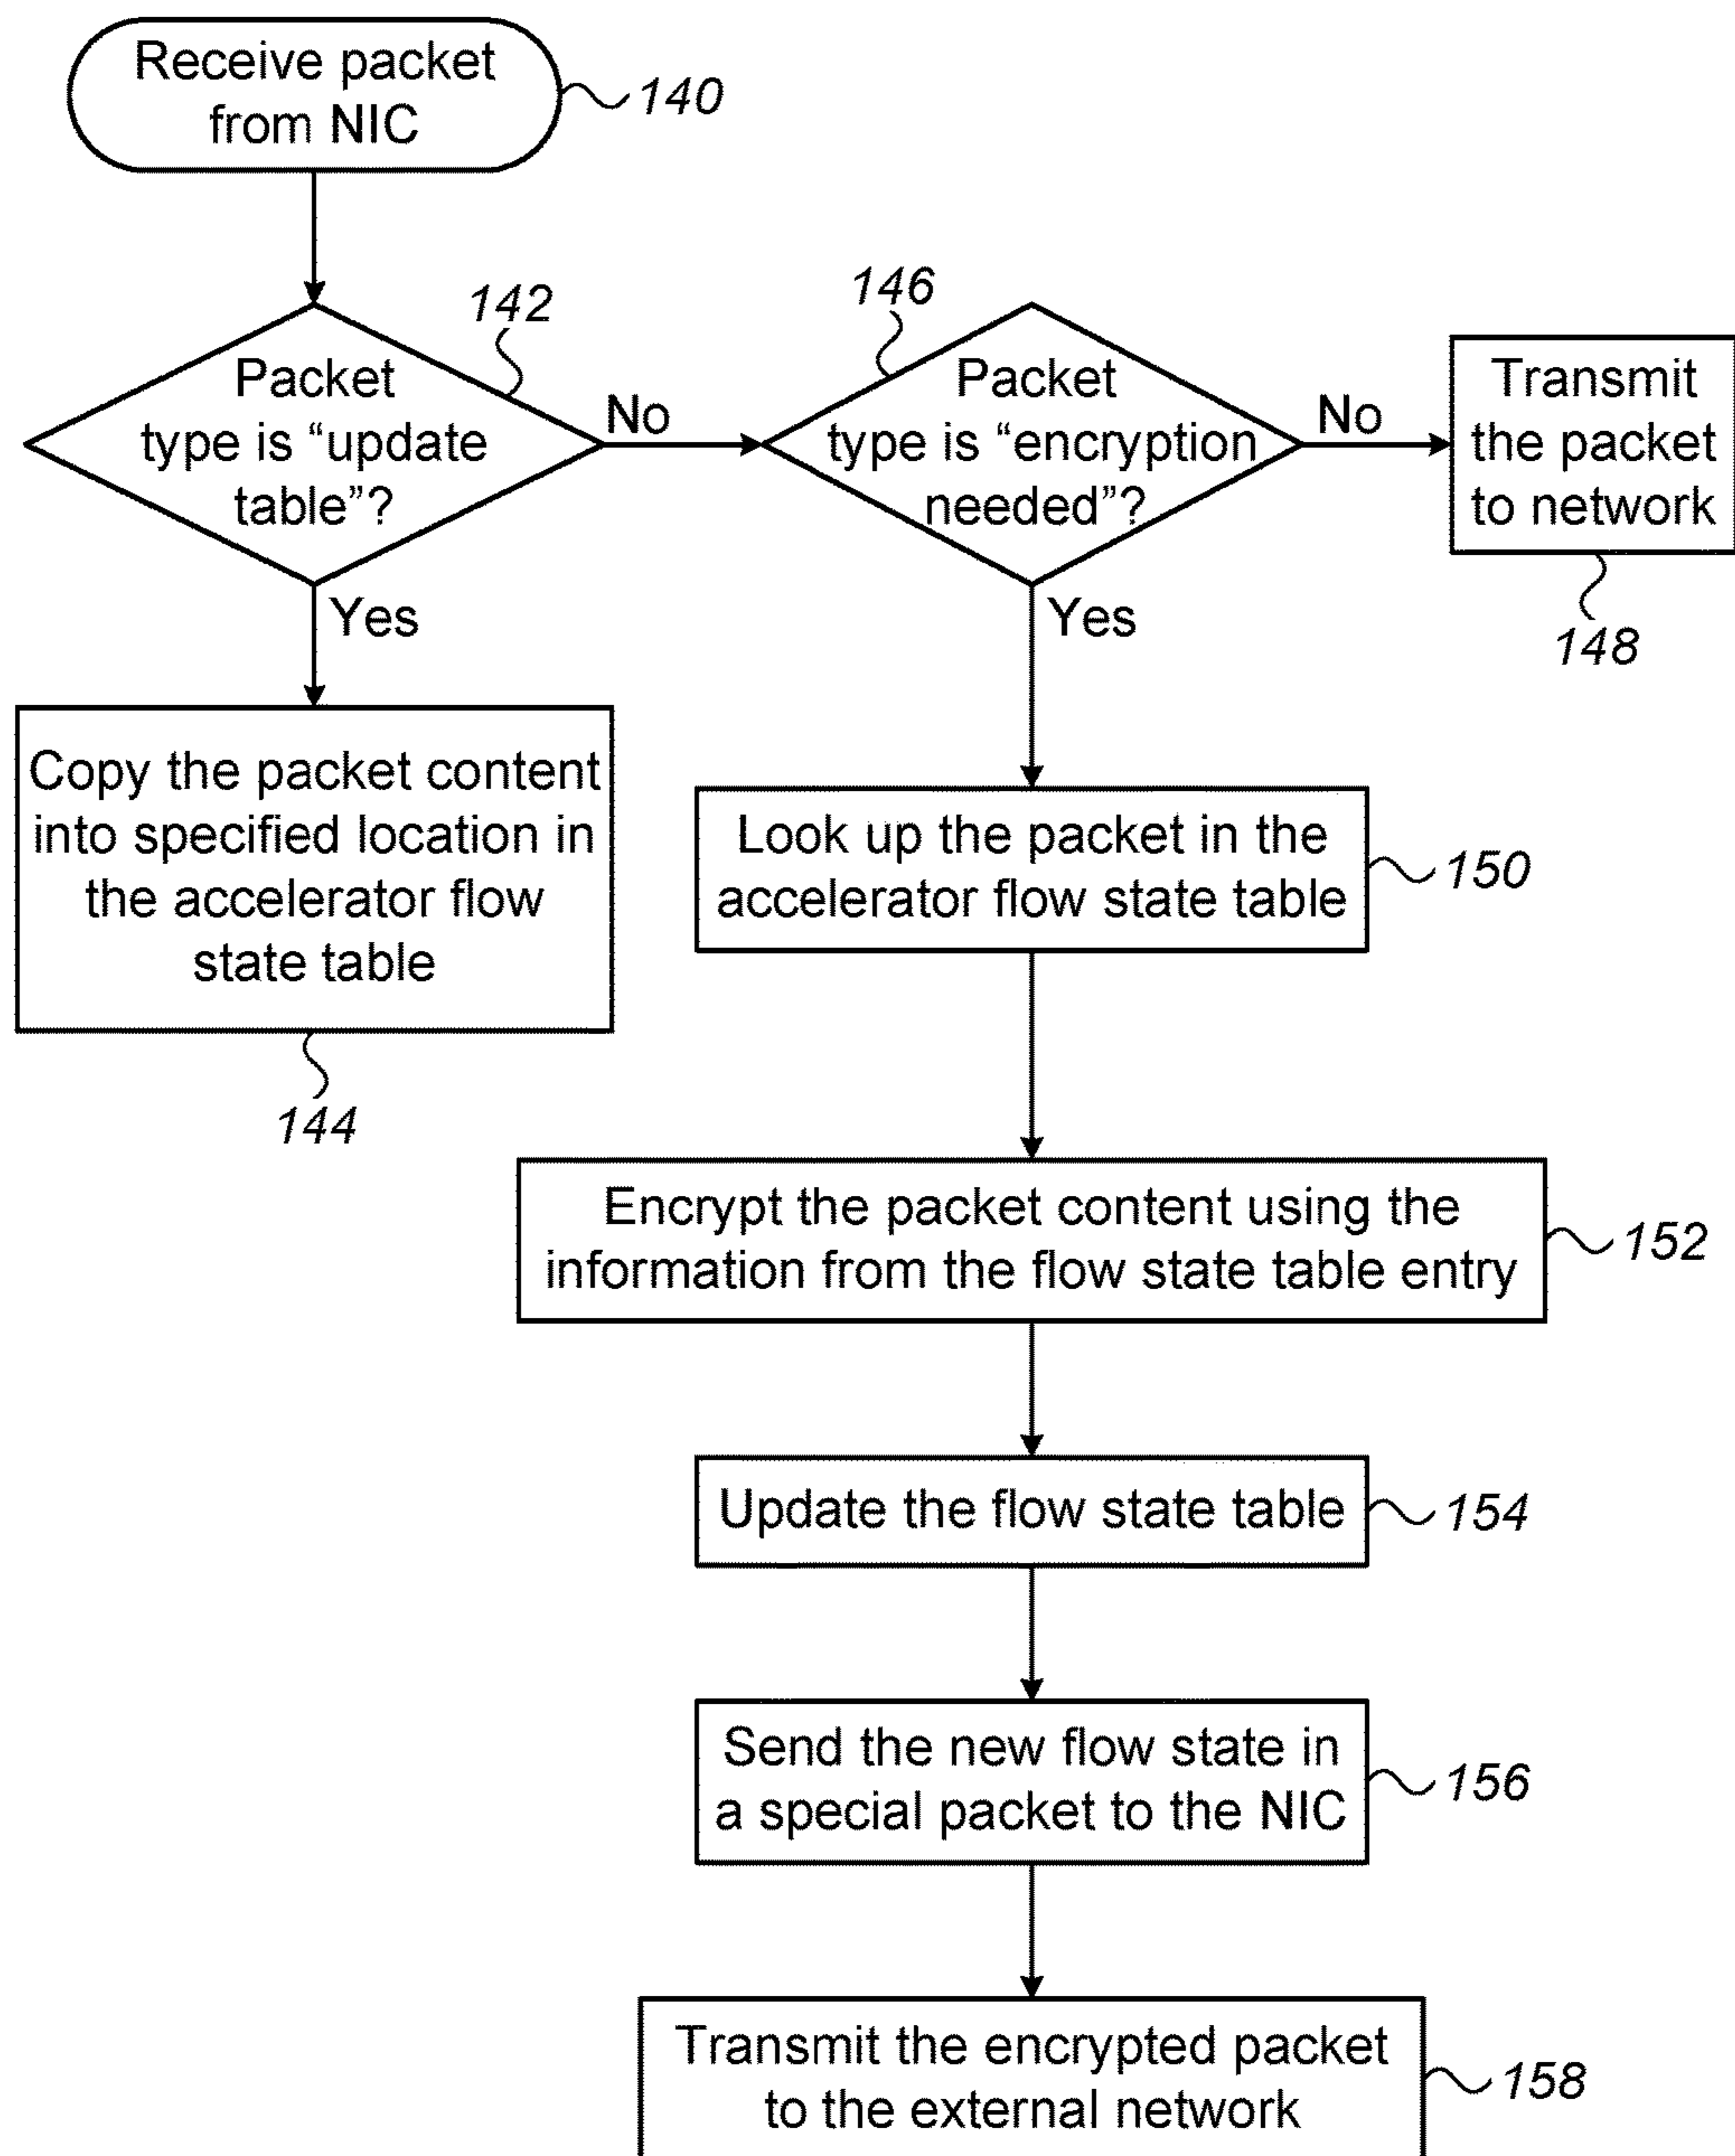 Receive packet
from NIC
140
142
Packet
type is “update
table”?
No
Yes
146
Packet
type is “encryption
needed”?
No
Yes
Transmit
the packet
to network
148
Copy the packet content
into specified location in
the accelerator flow
state table
144
Look up the packet in the
accelerator flow state table
150
Encrypt the packet content using the
information from the flow state table entry
152
Update the flow state table
154
Send the new flow state in
a special packet to the NIC
156
Transmit the encrypted packet
to the external network
158